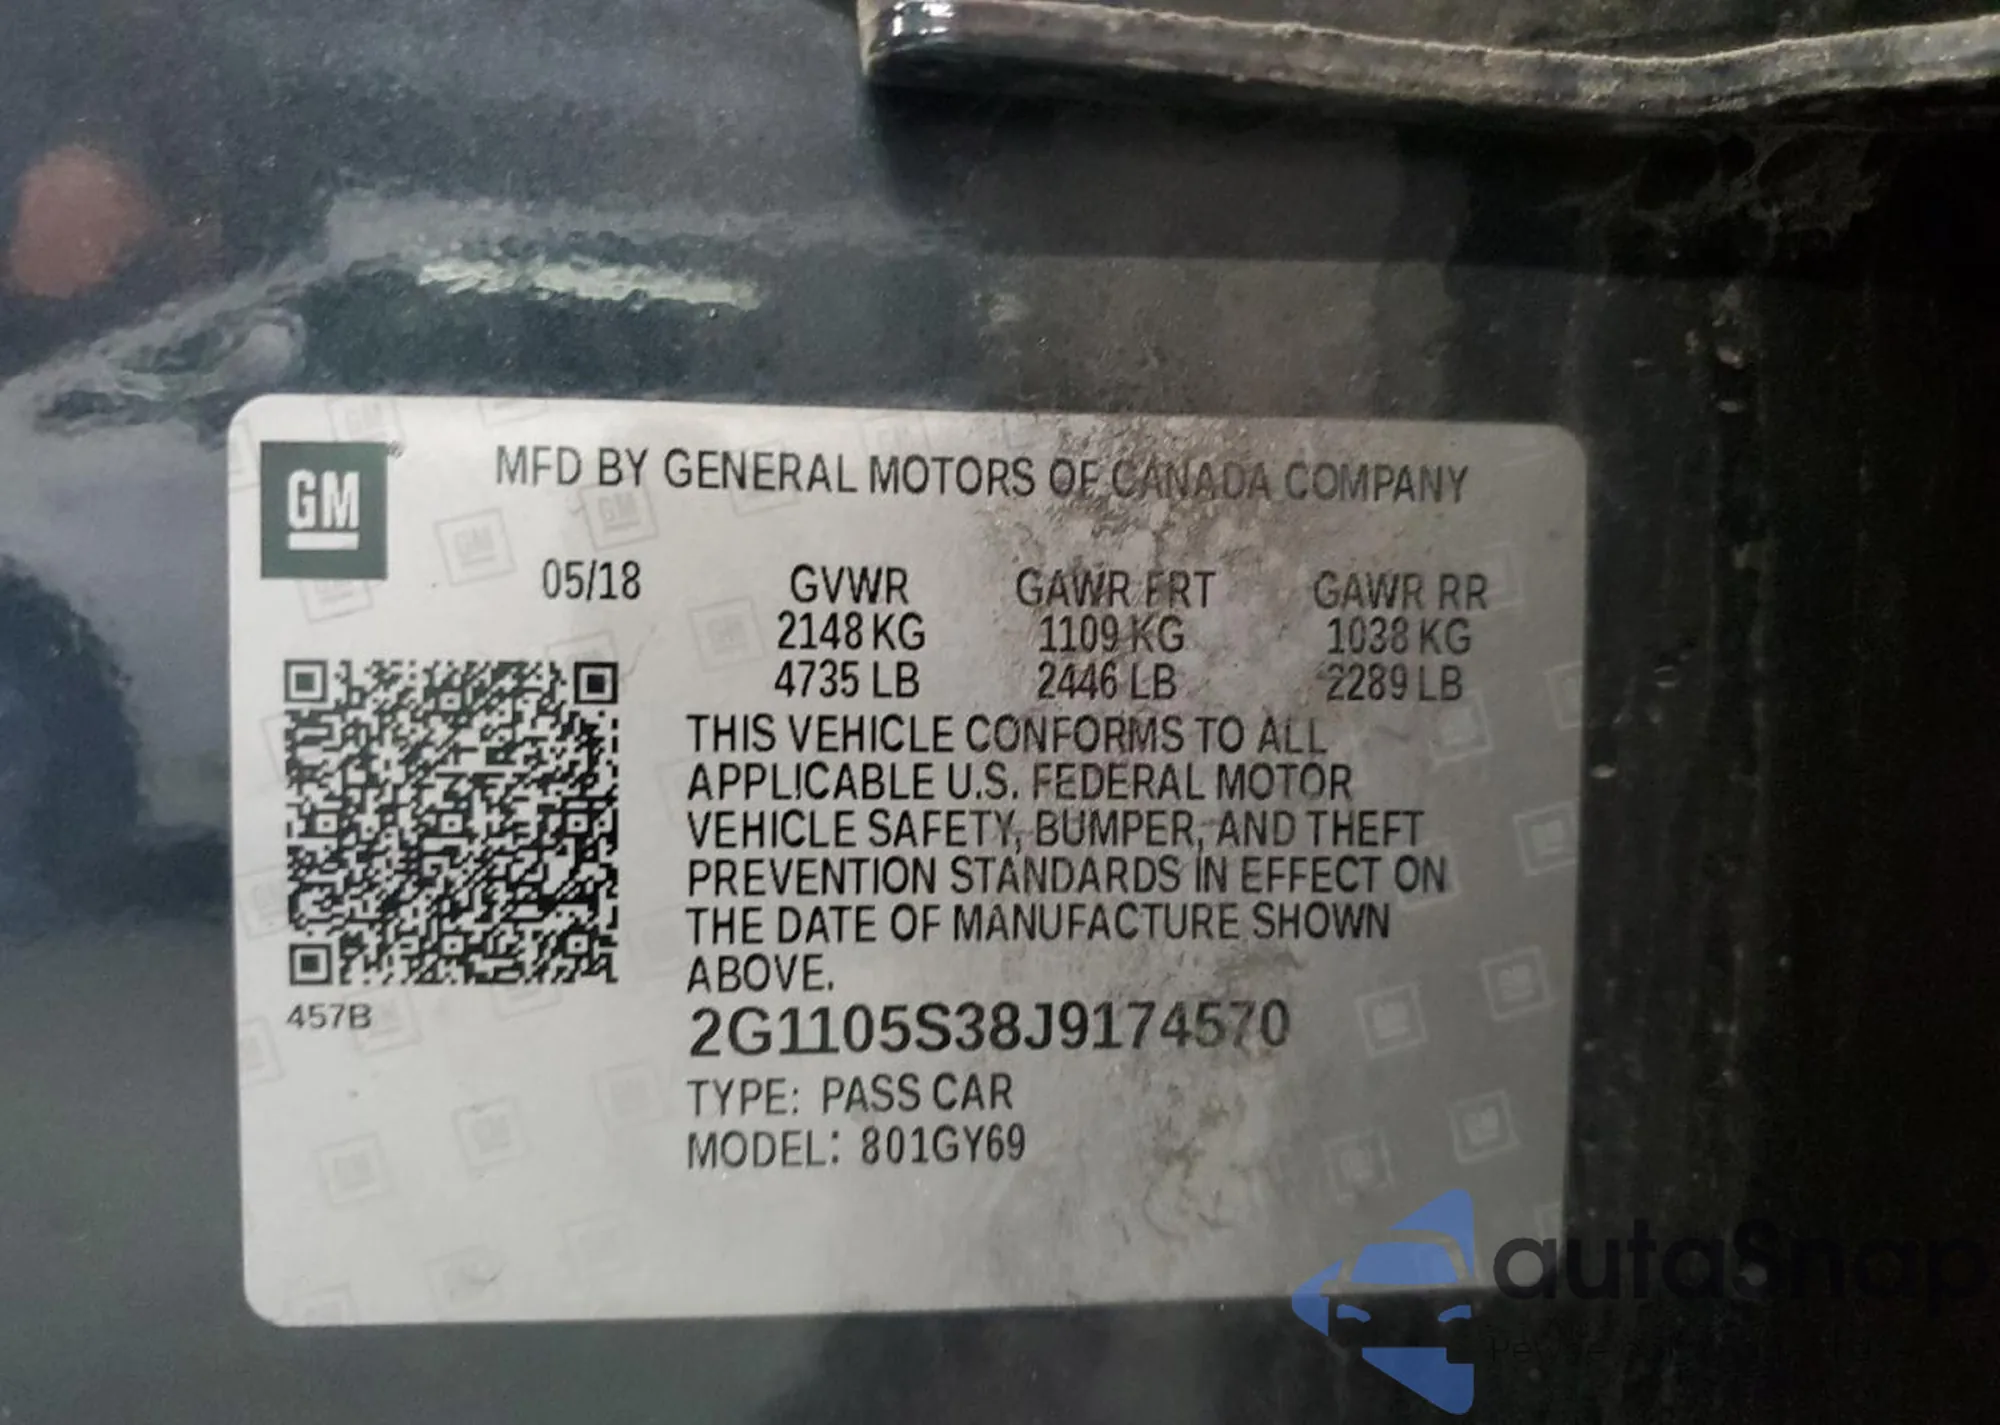 GM
MFD BY GENERAL MOTORS OF CANADA COMPANY
05/18 GVWR GAWR FRT GAWR RR
2148 KG 1109 KG 1038 KG
4735 LB 2446 LB 2289 LB
THIS VEHICLE CONFORMS TO ALL
APPLICABLE U.S. FEDERAL MOTOR
VEHICLE SAFETY, BUMPER, AND THEFT
PREVENTION STANDARDS IN EFFECT ON
THE DATE OF MANUFACTURE SHOWN
ABOVE.
457B
2G1105S38J9174570
TYPE: PASS CAR
MODEL: 801GY69
autaSnap